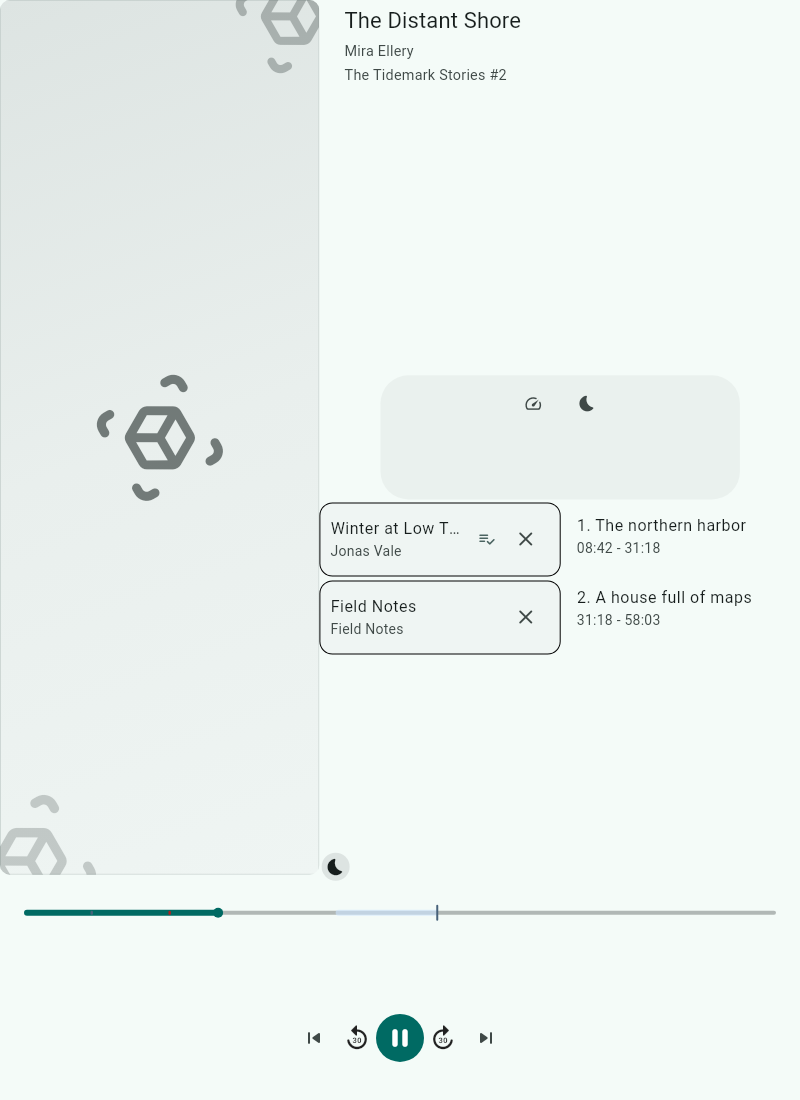 The Distant Shore
Mira Ellery
The Tidemark Stories #2
Winter at Low T…
Jonas Vale
Field Notes
Field Notes
1. The northern harbor
08:42 - 31:18
2. A house full of maps
31:18 - 58:03
30
30